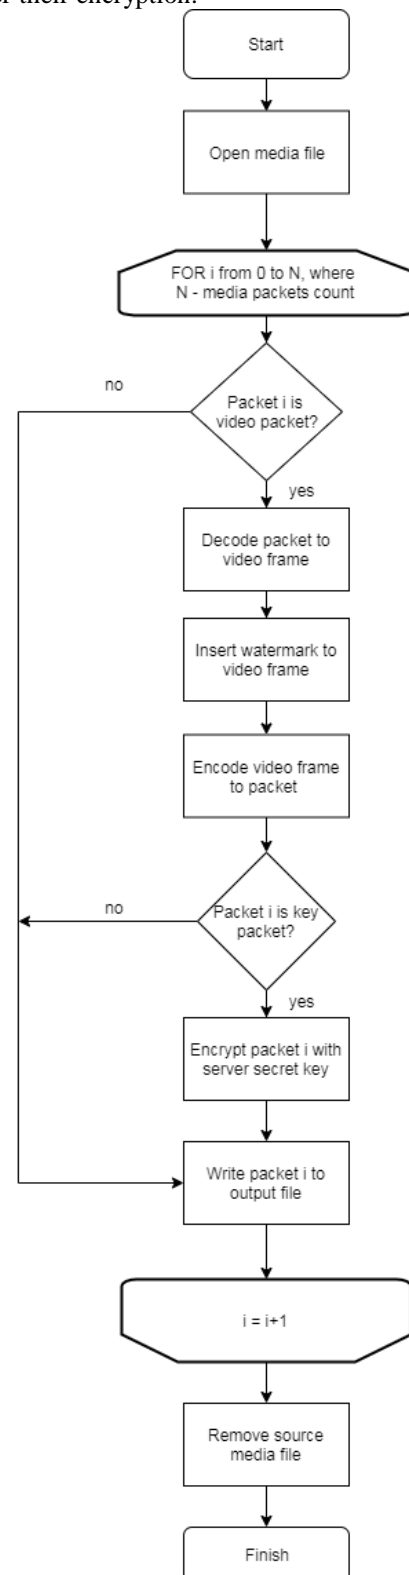 their encryption.
Start
Open media file
FOR i from 0 to N, where
N - media packets count
no
Packet i is
video packet?
yes
Decode packet to
video frame
Insert watermark to
video frame
Encode video frame
to packet
no
Packet i is key
packet?
yes
Encrypt packet i with
server secret key
Write packet i to
output file
i = i+1
Remove source
media file
Finish